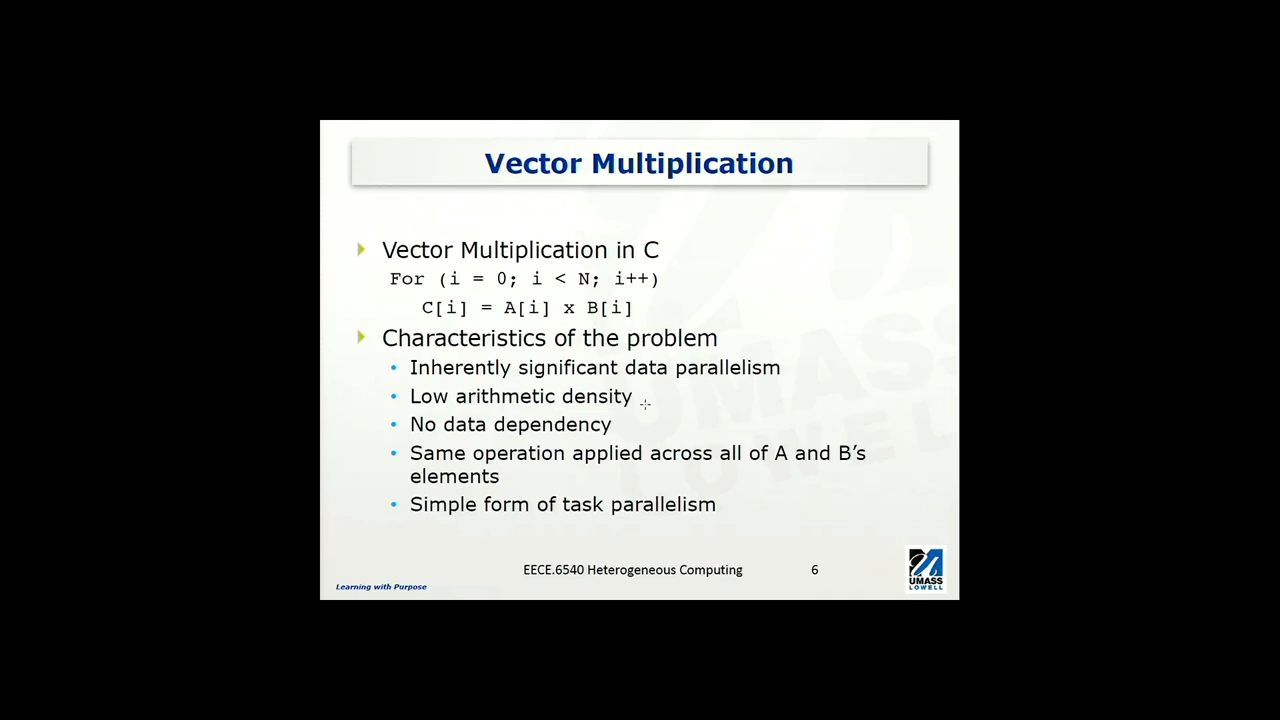 Vector Multiplication
Vector Multiplication in C
For (i = 0; i < N; i++)
C[i] = A[i] x B[i]
Characteristics of the problem
• Inherently significant data parallelism
• Low arithmetic density
• No data dependency
• Same operation applied across all of A and B’s
elements
• Simple form of task parallelism
EECE.6540 Heterogeneous Computing 6
Learning with Purpose
UMASS
LOWELL
UMASS
LOWELL